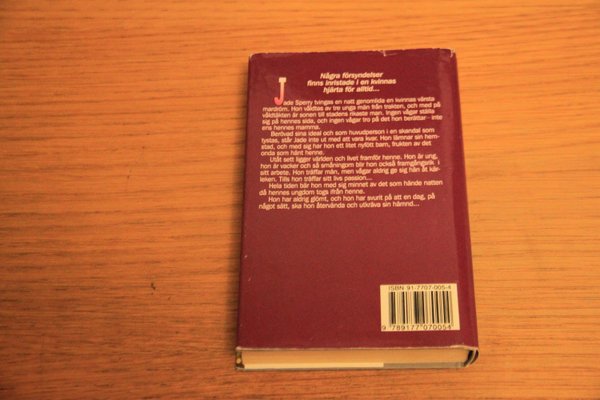 Några försyndelser
finns inristade i en kvinnas
hjärta för alltid...
Jade Sperry tvingas en natt genomlida en kvinnas värsta
mardröm. Hon våldtas av tre unga män från trakten, och med på
våldtäkten är sonen till stadens rikaste man. Ingen vågar ställa
sig på hennes sida, och ingen vågar tro på det hon berättar - inte
ens hennes mamma.
Berövad sina ideal och som huvudperson i en skandal som
tystas, står Jade inte ut med att vara kvar. Hon lämnar sin hem-
stad, och med sig har hon ett litet nyfött barn, frukten av det
onda som hänt henne.
Utåt sett ligger världen och livet framför henne. Hon är ung,
hon är vacker och så småningom blir hon också framgångsrik i
sitt arbete. Hon träffar män, men vågar aldrig ge sig hän åt kär-
leken. Tills hon träffar sitt livs passion...
Hela tiden bär hon med sig minnet av det som hände natten
då hennes ungdom togs ifrån henne.
Hon har aldrig glömt, och hon har svurit på att en dag, på
något sätt, ska hon återvända och utkräva sin hämnd...
ISBN 91-7707-005-4
9 789177 070054